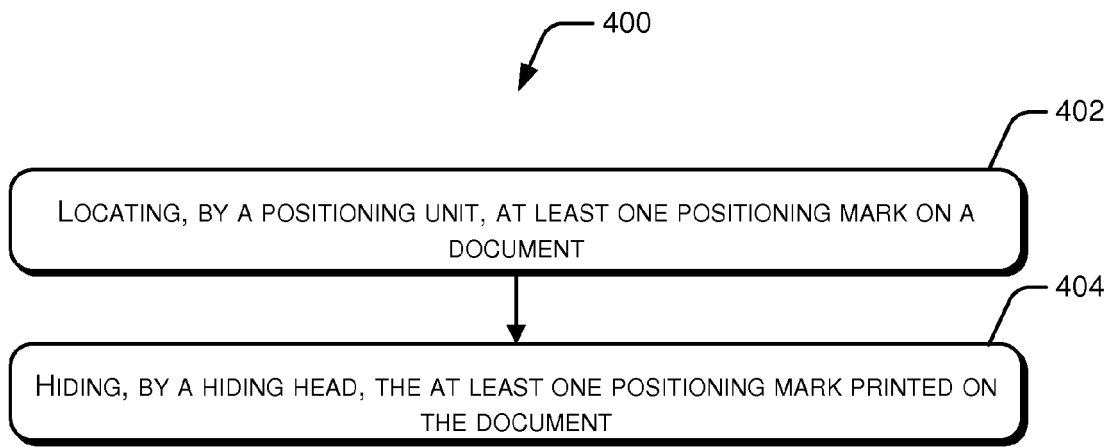 400
402
LOCATING, BY A POSITIONING UNIT, AT LEAST ONE POSITIONING MARK ON A
DOCUMENT
404
HIDING, BY A HIDING HEAD, THE AT LEAST ONE POSITIONING MARK PRINTED ON
THE DOCUMENT